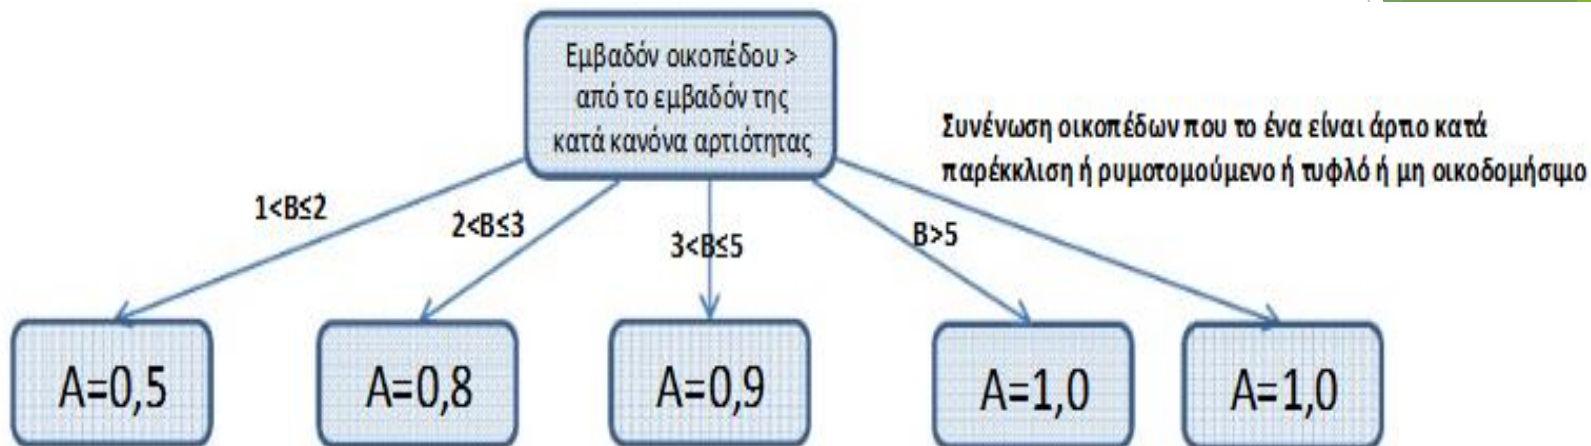 Εμβαδόν οικοπέδου >
από το εμβαδόν της
κατά κανόνα αρτιότητας
Συνένωση οικοπέδων που το ένα είναι άρτιο κατά
παρέκκλιση ή ρυμοτομούμενο ή τυφλό ή μη οικοδομήσιμο
1<B≤2
2<B≤3
3<B≤5
B>5
A=0,5
A=0,8
A=0,9
A=1,0
A=1,0